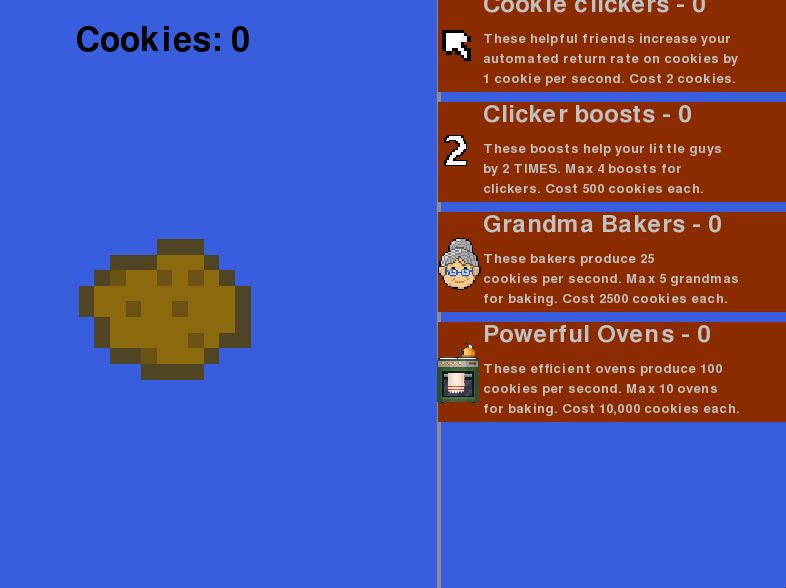 Cookies: 0
Cookie clickers - 0
These helpful friends increase your
automated return rate on cookies by
1 cookie per second. Cost 2 cookies.
Clicker boosts - 0
2
These boosts help your little guys
by 2 TIMES. Max 4 boosts for
clickers. Cost 500 cookies each.
Grandma Bakers - 0
These bakers produce 25
cookies per second. Max 5 grandmas
for baking. Cost 2500 cookies each.
Powerful Ovens - 0
These efficient ovens produce 100
cookies per second. Max 10 ovens
for baking. Cost 10,000 cookies each.